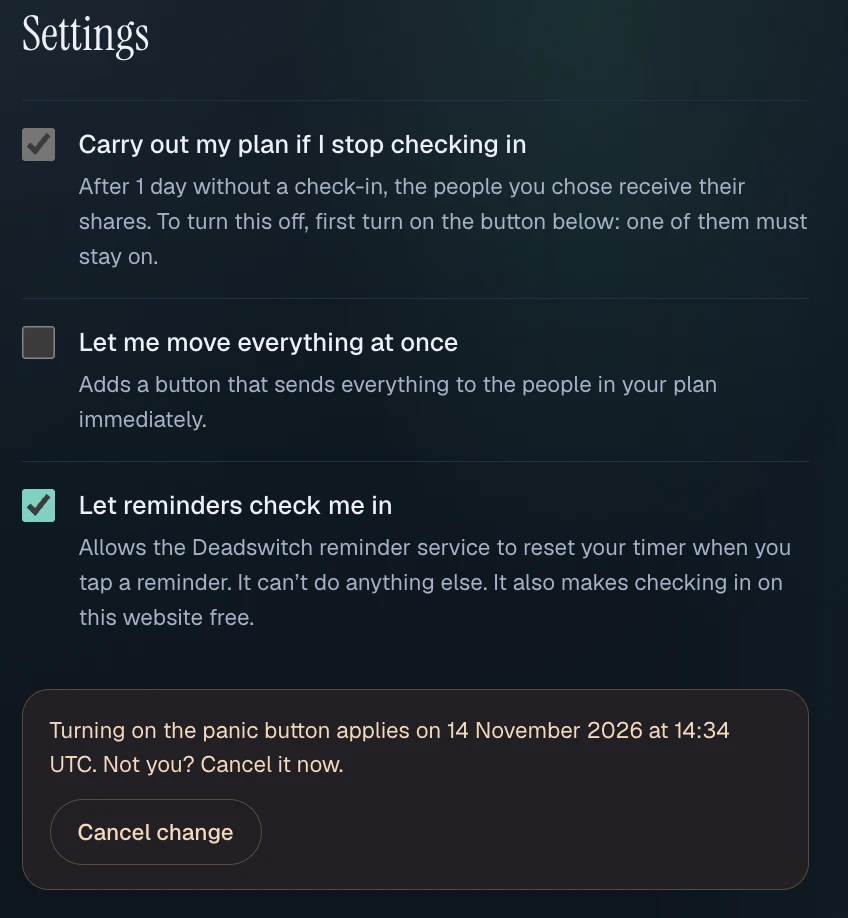 Settings
Carry out my plan if I stop checking in
After 1 day without a check-in, the people you chose receive their
shares. To turn this off, first turn on the button below: one of them must
stay on.
Let me move everything at once
Adds a button that sends everything to the people in your plan
immediately.
Let reminders check me in
Allows the Deadswitch reminder service to reset your timer when you
tap a reminder. It can’t do anything else. It also makes checking in on
this website free.
Turning on the panic button applies on 14 November 2026 at 14:34
UTC. Not you? Cancel it now.
Cancel change